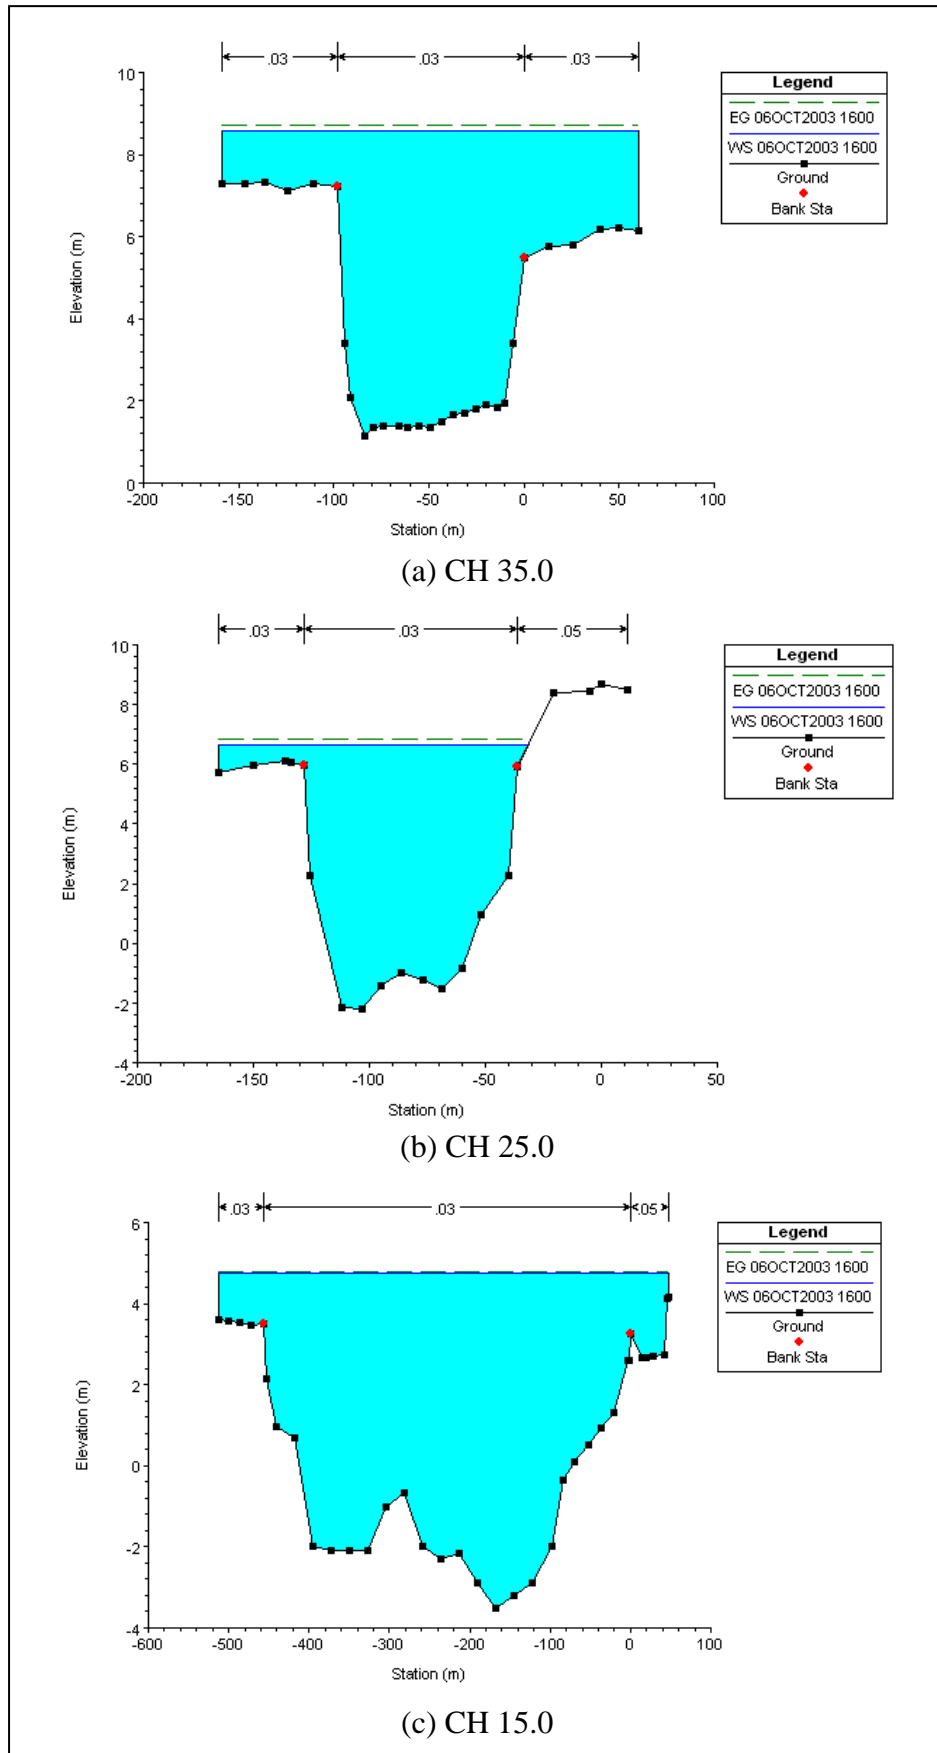 .03 .03 .03
10
8
6
4
2
0
Elevation (m)
-200 -150 -100 -50 0 50 100
Station (m)
Legend
EG 06OCT2003 1600
WS 06OCT2003 1600
Ground
Bank Sta
(a) CH 35.0
.03 .03 .05
10
8
6
4
2
0
-2
-4
Elevation (m)
-200 -150 -100 -50 0 50
Station (m)
Legend
EG 06OCT2003 1600
WS 06OCT2003 1600
Ground
Bank Sta
(b) CH 25.0
.03 .03 .05
6
4
2
0
-2
-4
Elevation (m)
-600 -500 -400 -300 -200 -100 0 100
Station (m)
Legend
EG 06OCT2003 1600
WS 06OCT2003 1600
Ground
Bank Sta
(c) CH 15.0